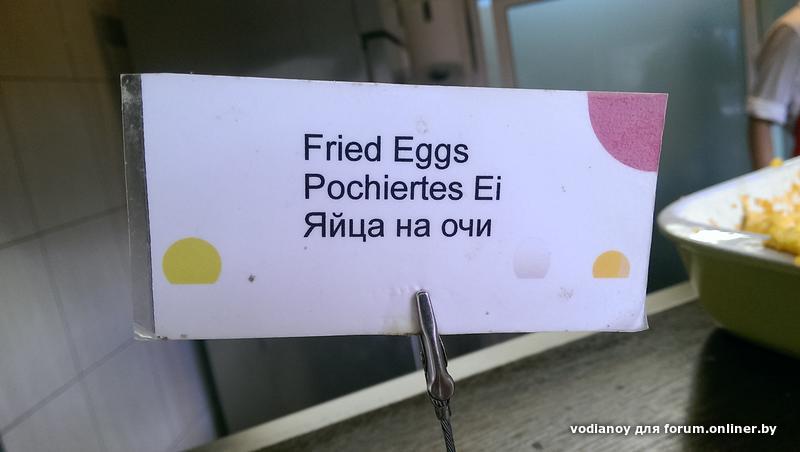 Fried Eggs
Pochiertes Ei
Яйца на очи
vodianoy для forum.onliner.by